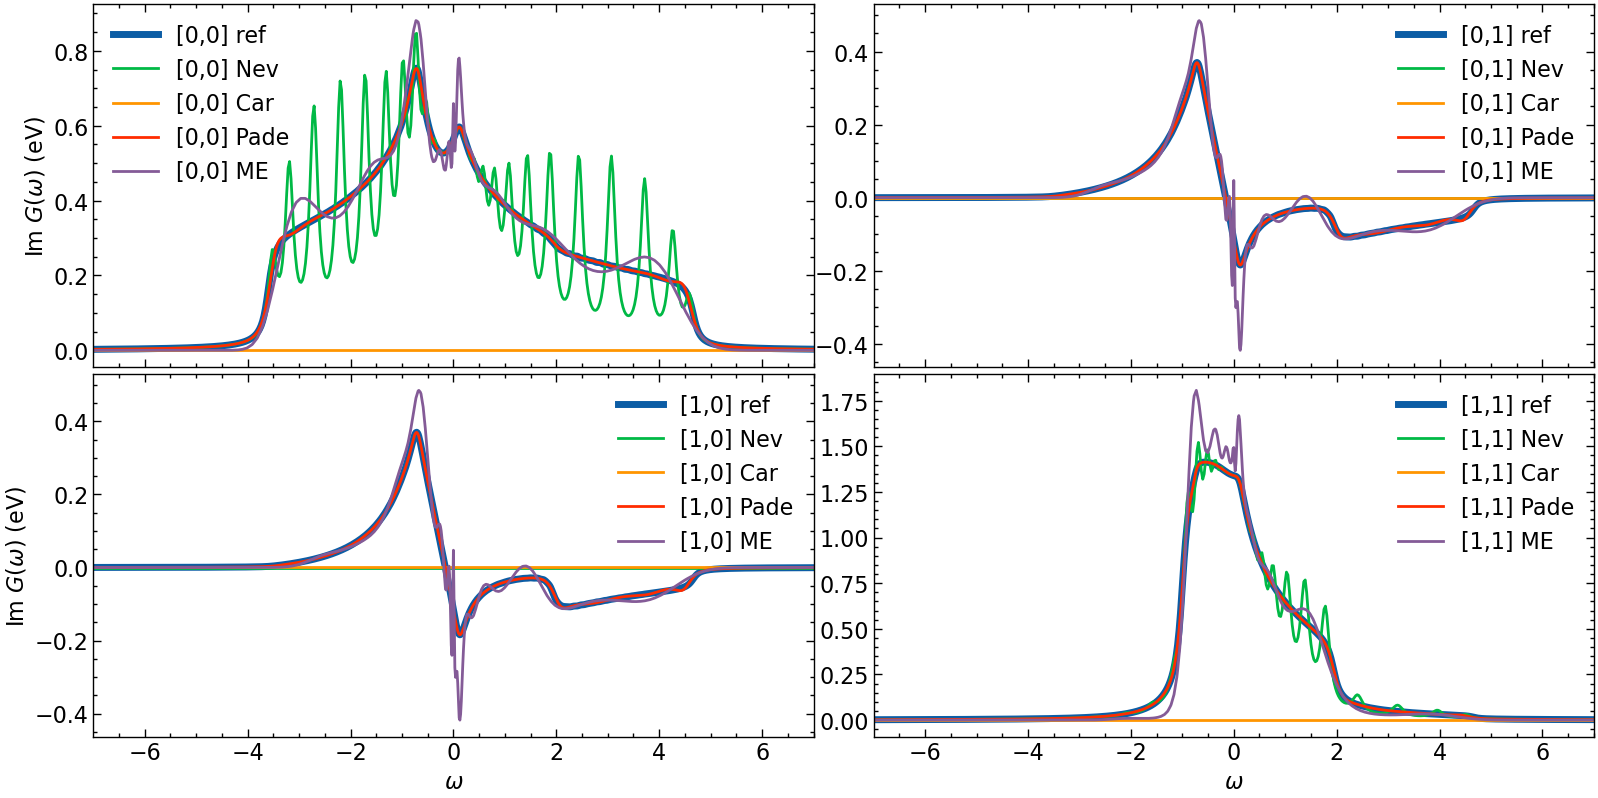 0.8
0.6
0.4
0.2
0.0
Im G(ω) (eV)
[0,0] ref
[0,0] Nev
[0,0] Car
[0,0] Pade
[0,0] ME
0.4
0.2
0.0
−0.2
−0.4
[0,1] ref
[0,1] Nev
[0,1] Car
[0,1] Pade
[0,1] ME
0.4
0.2
0.0
−0.2
−0.4
Im G(ω) (eV)
[1,0] ref
[1,0] Nev
[1,0] Car
[1,0] Pade
[1,0] ME
−6 −4 −2 0 2 4 6
ω
1.75
1.50
1.25
1.00
0.75
0.50
0.25
0.00
[1,1] ref
[1,1] Nev
[1,1] Car
[1,1] Pade
[1,1] ME
−6 −4 −2 0 2 4 6
ω